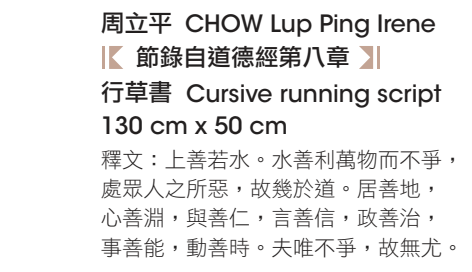 周立平 CHOW Lup Ping Irene
節錄自道德經第八章
行草書 Cursive running script
130 cm x 50 cm
釋文：上善若水。水善利萬物而不爭，
處眾人之所惡，故幾於道。居善地，
心善淵，與善仁，言善信，政善治，
事善能，動善時。夫唯不爭，故無尤。